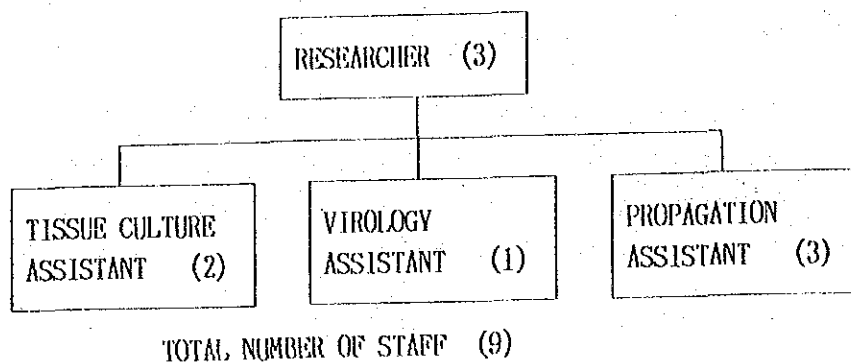 RESEARCHER (3)
TISSUE CULTURE
ASSISTANT (2)
VIROLOGY
ASSISTANT (1)
PROPAGATION
ASSISTANT (3)
TOTAL NUMBER OF STAFF (9)